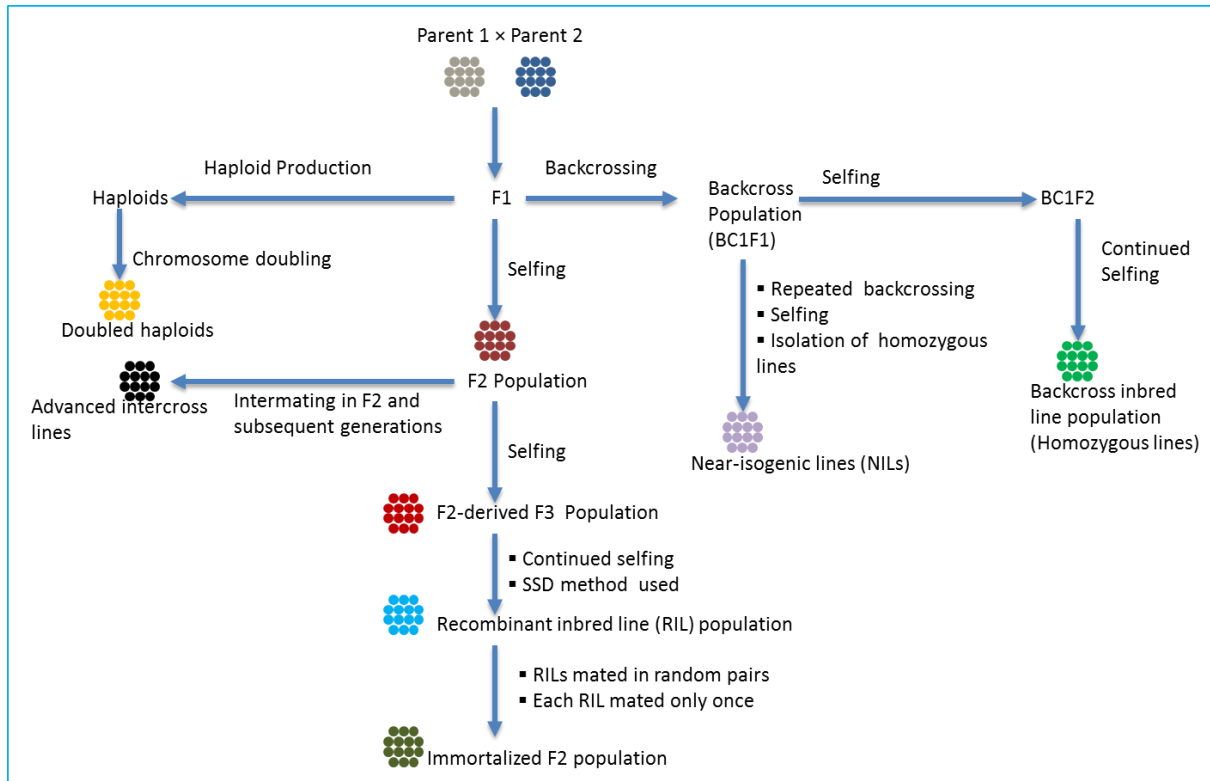 Parent 1 × Parent 2
Haploid Production
Backcrossing
Haploids
F1
Backcross
Population
(BC1F1)
Selfing
BC1F2
Chromosome doubling
Selfing
Continued
Selfing
▪ Repeated backcrossing
▪ Selfing
▪ Isolation of homozygous
lines
Doubled haploids
F2 Population
Advanced intercross
lines
Intermating in F2 and
subsequent generations
Backcross inbred
line population
(Homozygous lines)
Selfing
Near-isogenic lines (NILs)
F2-derived F3 Population
▪ Continued selfing
▪ SSD method used
Recombinant inbred line (RIL) population
▪ RILs mated in random pairs
▪ Each RIL mated only once
Immortalized F2 population